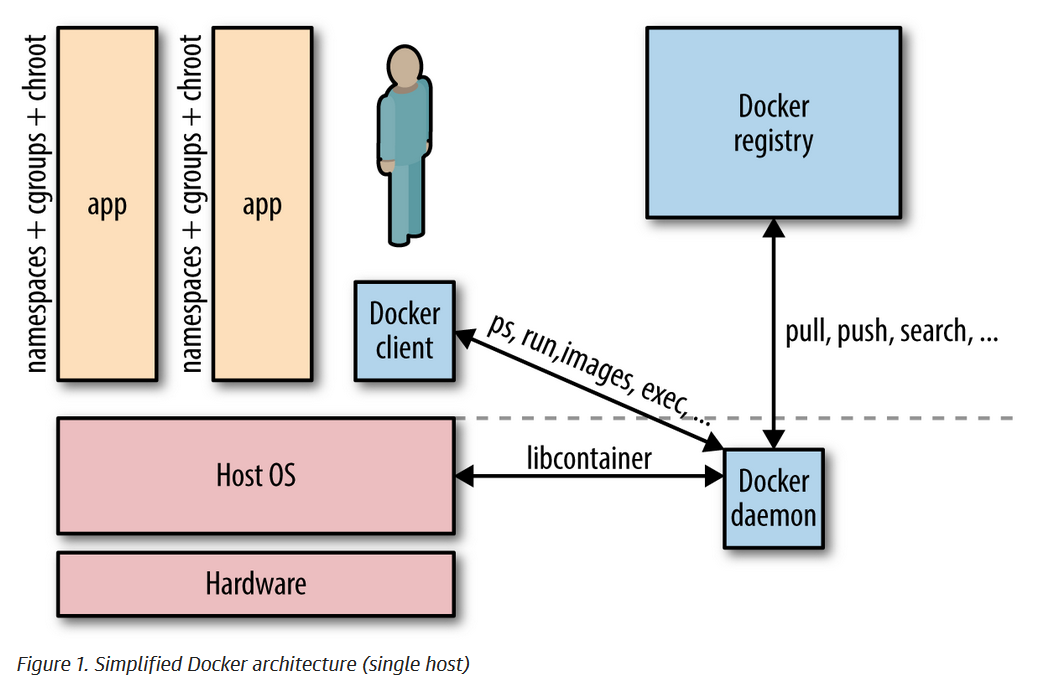 namespaces + cgroups + chroot
app
namespaces + cgroups + chroot
app
Docker
registry
Docker
client
ps, run,images, exec, ...
pull, push, search, ...
Host OS
libcontainer
Docker
daemon
Hardware
Figure 1. Simplified Docker architecture (single host)